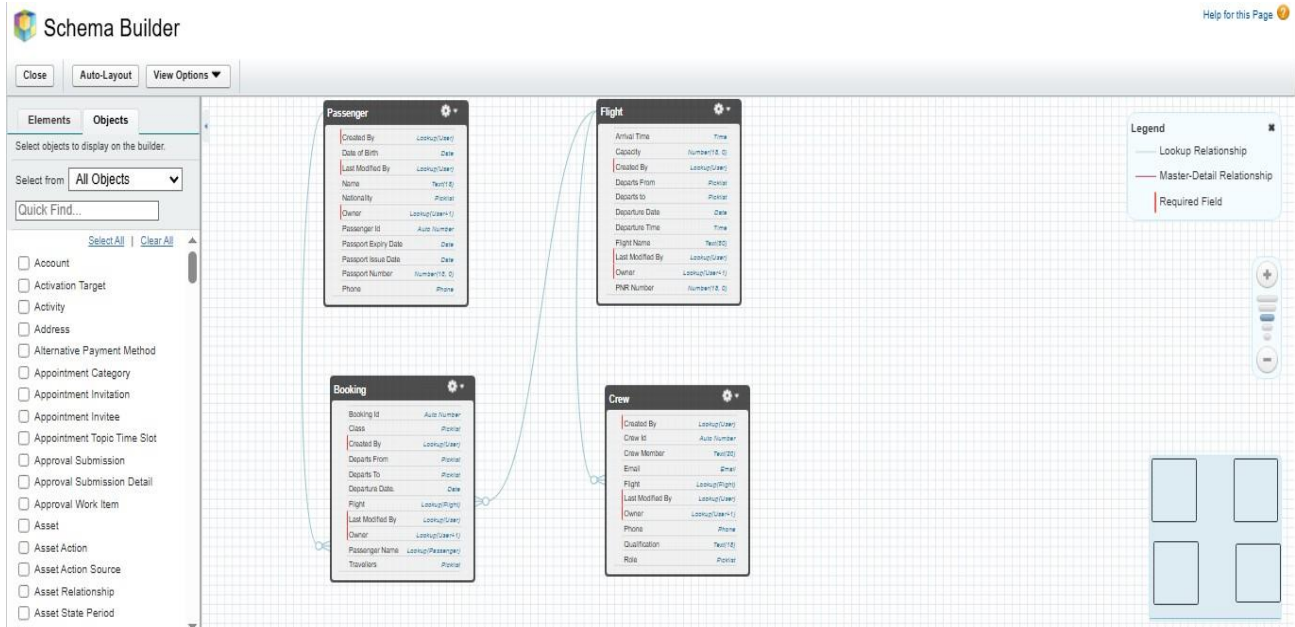 Schema Builder
Help for this Page
Close
Auto-Layout
View Options
Elements
Objects
Select objects to display on the builder.
Select from All Objects
Quick Find...
Select All | Clear All
Account
Activation Target
Activity
Address
Alternative Payment Method
Appointment Category
Appointment Invitation
Appointment Invitee
Appointment Topic Time Slot
Approval Submission
Approval Submission Detail
Approval Work Item
Asset
Asset Action
Asset Action Source
Asset Relationship
Asset State Period
Passenger
Created By Lookup(User)
Date of Birth Date
Last Modified By Lookup(User)
Name Text(18)
Nationality Picklist
Owner Lookup(User+1)
Passenger Id Auto Number
Passport Expiry Date Date
Passport Issue Date Date
Passport Number Number(18, 0)
Phone Phone
Flight
Arrival Time Time
Capacity Number(18, 0)
Created By Lookup(User)
Departs From Picklist
Departs to Picklist
Departure Date Date
Departure Time Time
Flight Name Text(80)
Last Modified By Lookup(User)
Owner Lookup(User+1)
PNR Number Number(18, 0)
Booking
Booking Id Auto Number
Class Picklist
Created By Lookup(User)
Departs From Picklist
Departs To Picklist
Departure Date. Date
Flight Lookup(Flight)
Last Modified By Lookup(User)
Owner Lookup(User+1)
Passenger Name Lookup(Passenger)
Travellers Picklist
Crew
Created By Lookup(User)
Crew Id Auto Number
Crew Member Text(20)
Email Email
Flight Lookup(Flight)
Last Modified By Lookup(User)
Owner Lookup(User+1)
Phone Phone
Qualification Text(18)
Role Picklist
Legend
Lookup Relationship
Master-Detail Relationship
Required Field